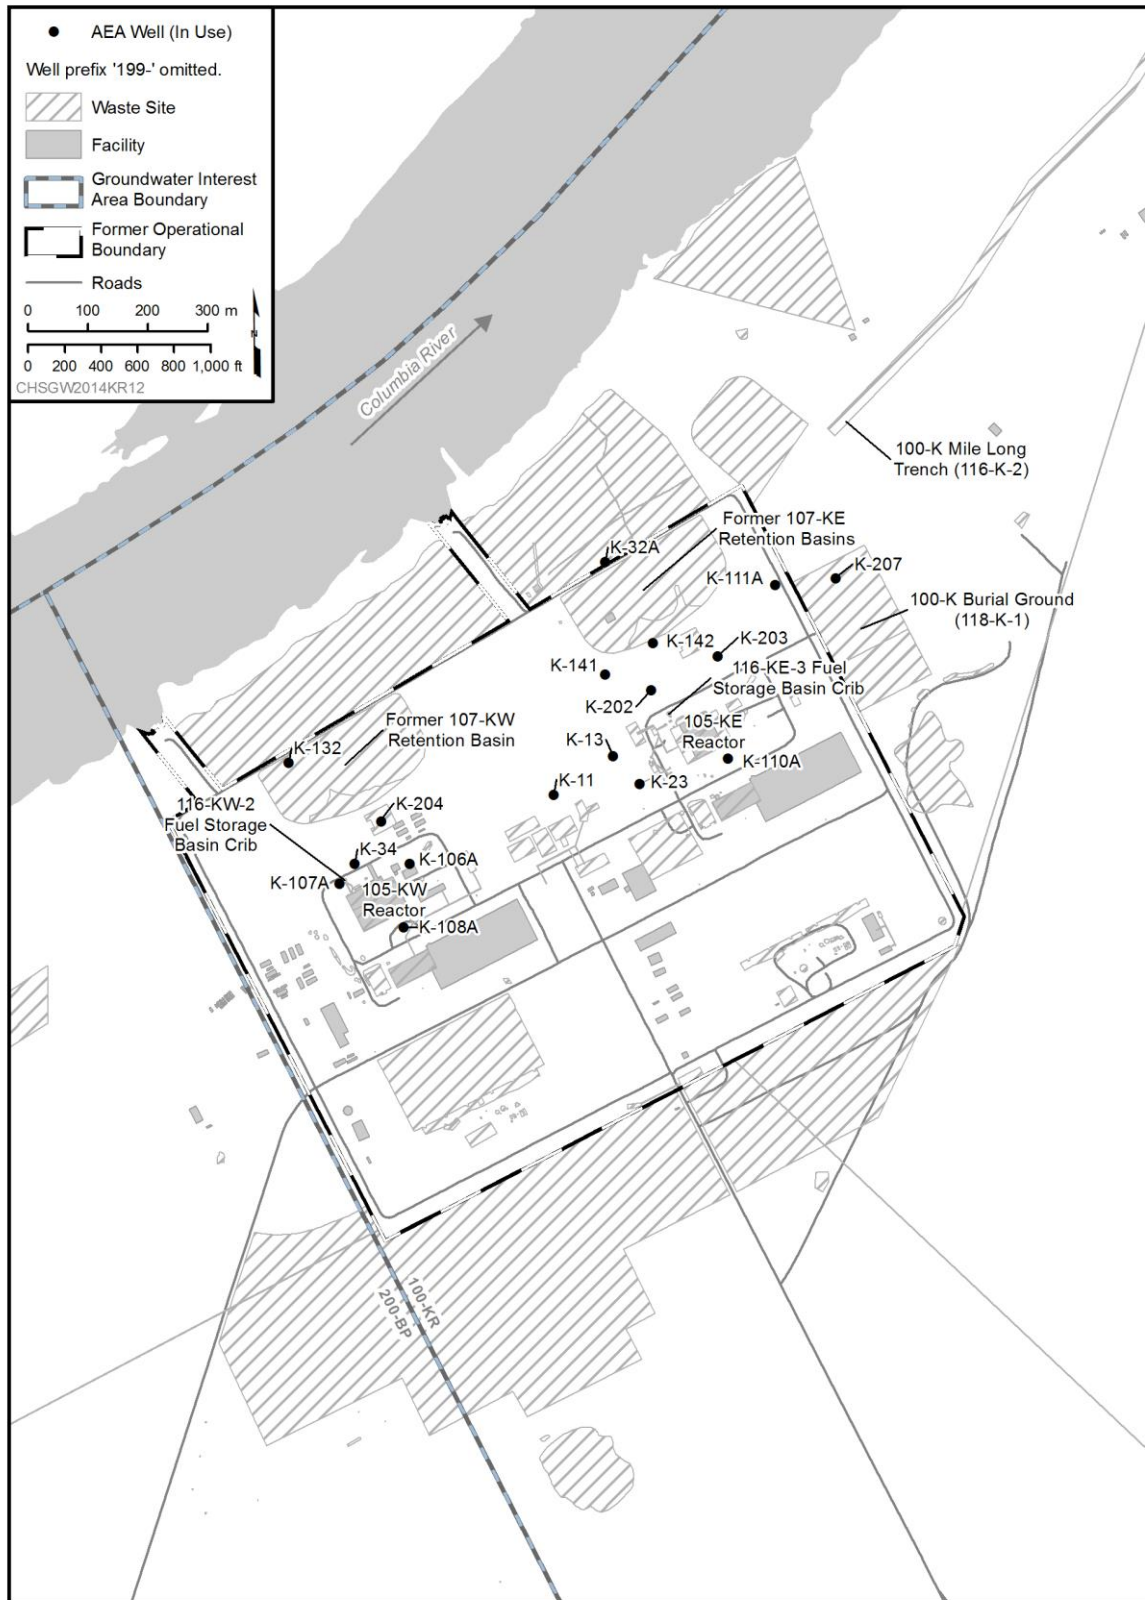 AEA Well (In Use)
Well prefix '199-' omitted.
Waste Site
Facility
Groundwater Interest
Area Boundary
Former Operational
Boundary
Roads
0 100 200 300 m
0 200 400 600 800 1,000 ft
CHSGW2014KR12
Columbia River
100-K Mile Long
Trench (116-K-2)
Former 107-KE
Retention Basins
K-32A
K-111A
K-207
100-K Burial Ground
(118-K-1)
K-142
K-203
K-141
116-KE-3 Fuel
Storage Basin Crib
K-202
Former 107-KW
Retention Basin
105-KE
Reactor
K-132
K-13
K-110A
K-11
K-23
116-KW-2
Fuel Storage
Basin Crib
K-204
K-34
K-106A
K-107A
105-KW
Reactor
K-108A
100-KR
200-BP